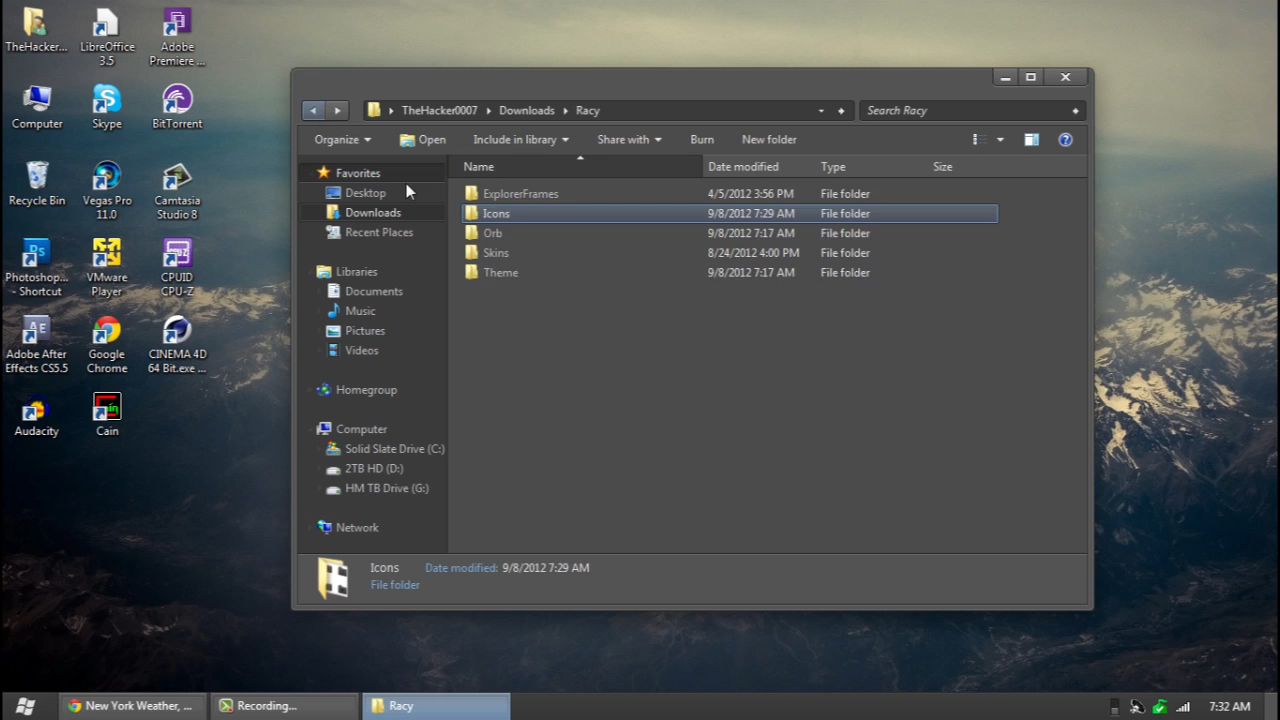 TheHacker...
LibreOffice
3.5
Adobe
Premiere ...
Computer
Skype
BitTorrent
Recycle Bin
Vegas Pro
11.0
Camtasia
Studio 8
Photoshop...
- Shortcut
VMware
Player
CPUID
CPU-Z
Adobe After
Effects CS5.5
Google
Chrome
CINEMA 4D
64 Bit.exe ...
Audacity
Cain
TheHacker0007
Downloads
Racy
Search Racy
Organize
Open
Include in library
Share with
Burn
New folder
Favorites
Desktop
Downloads
Recent Places
Libraries
Documents
Music
Pictures
Videos
Homegroup
Computer
Solid Slate Drive (C:)
2TB HD (D:)
HM TB Drive (G:)
Network
Name Date modified Type Size
ExplorerFrames 4/5/2012 3:56 PM File folder
Icons 9/8/2012 7:29 AM File folder
Orb 9/8/2012 7:17 AM File folder
Skins 8/24/2012 4:00 PM File folder
Theme 9/8/2012 7:17 AM File folder
Icons Date modified: 9/8/2012 7:29 AM
File folder
New York Weather, ...
Recording...
Racy
7:32 AM